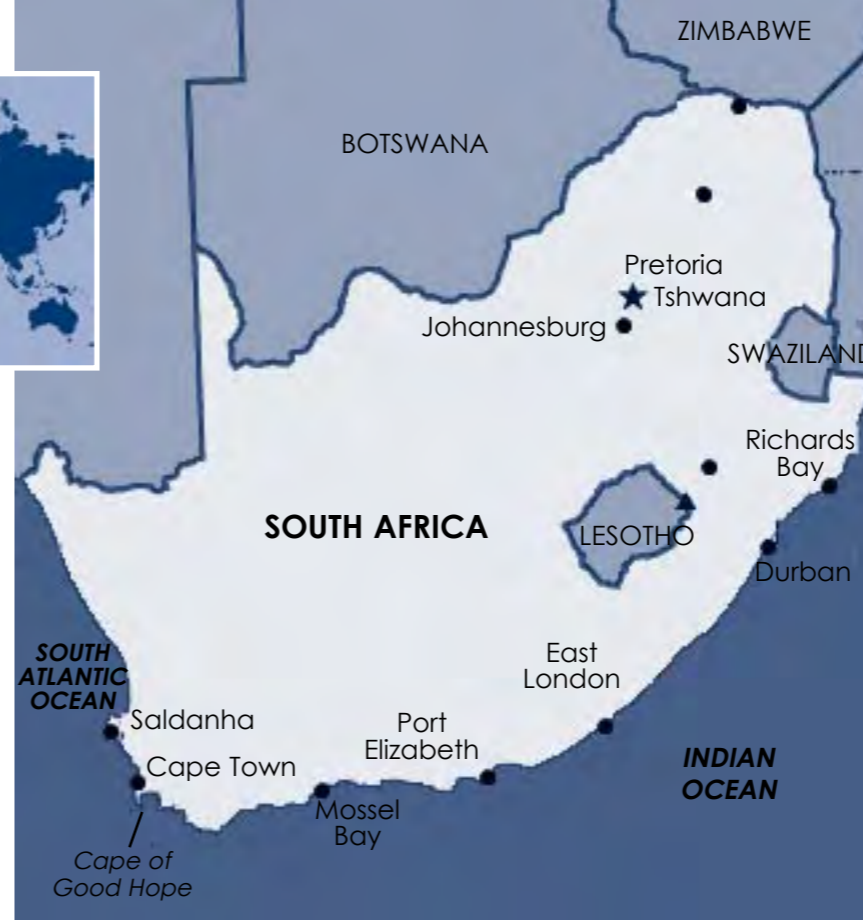 ZIMBABWE
BOTSWANA
Pretoria
Tshwana
Johannesburg
SWAZILAND
Richards
Bay
SOUTH AFRICA
LESOTHO
Durban
SOUTH
ATLANTIC
OCEAN
East
London
Saldanha
Port
Elizabeth
Cape Town
INDIAN
OCEAN
Mossel
Bay
Cape of
Good Hope